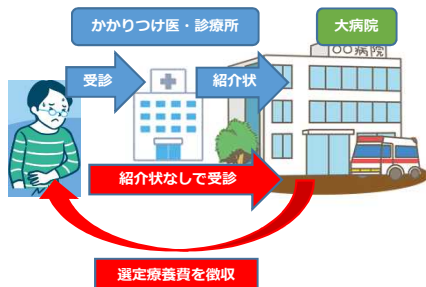 かかりつけ医・診療所
大病院
〇〇病院
受診
紹介状
紹介状なしで受診
選定療養費を徴収